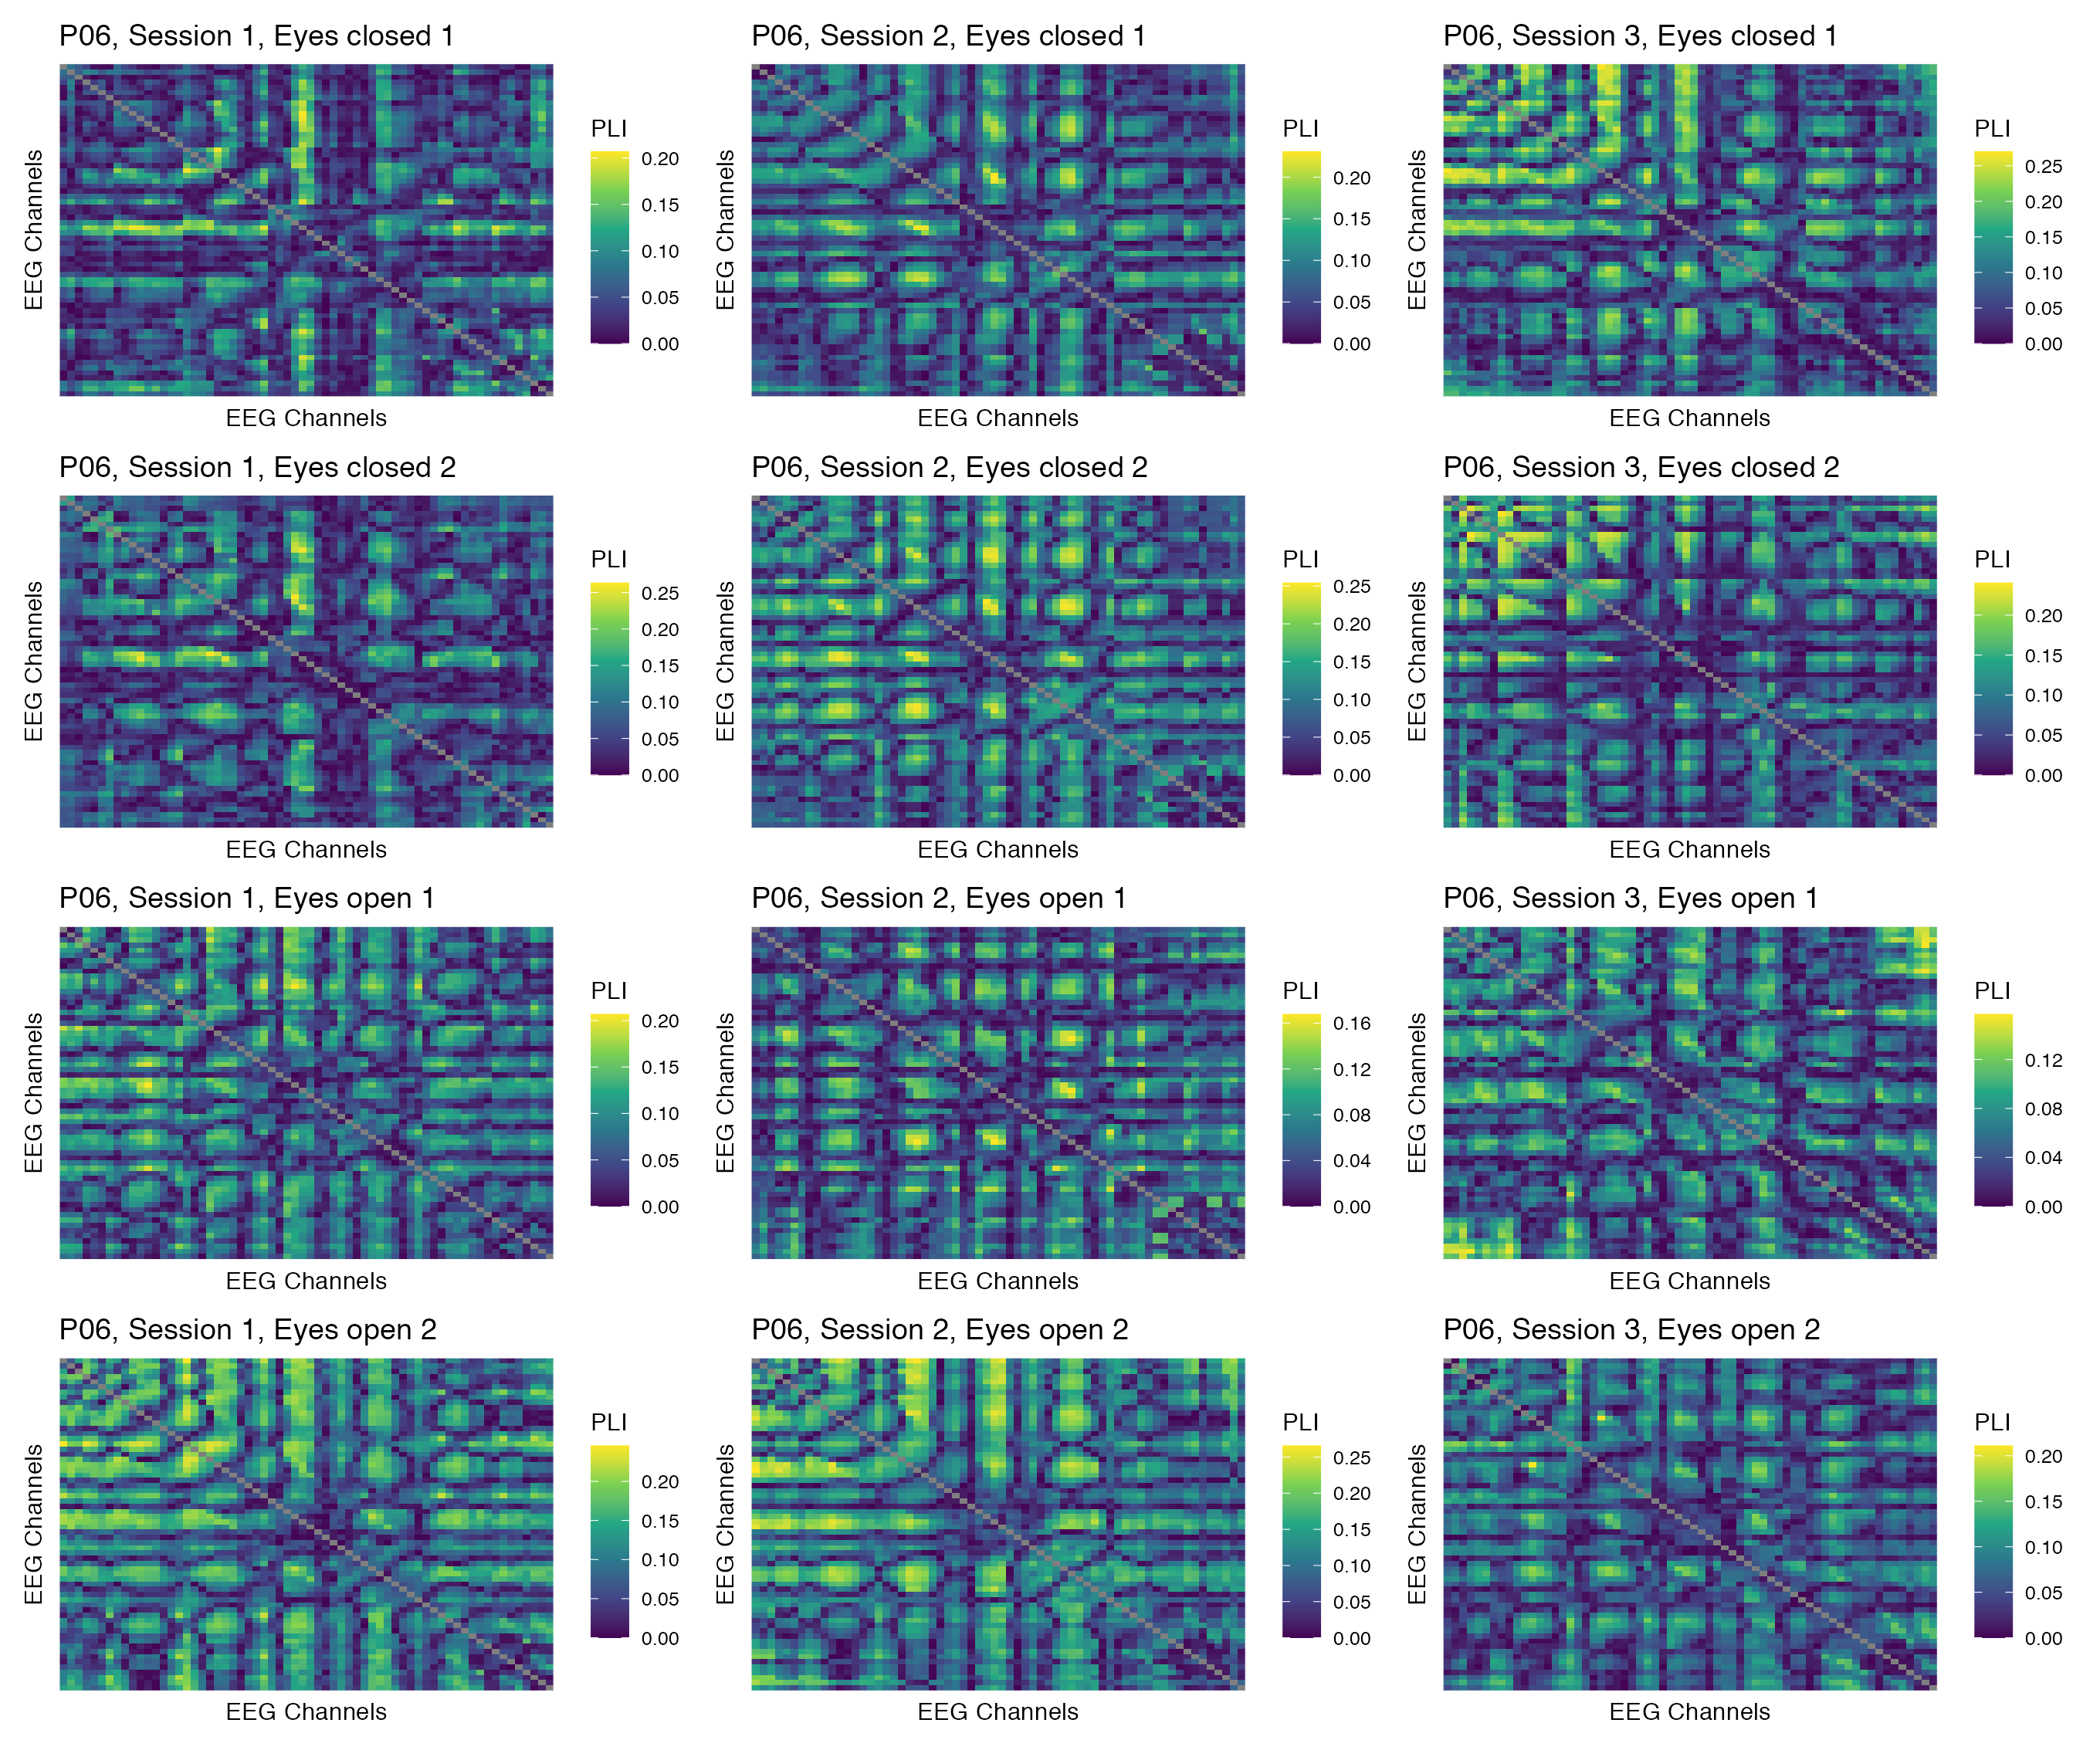 P06, Session 1, Eyes closed 1
EEG Channels
EEG Channels
PLI
0.20
0.15
0.10
0.05
0.00
P06, Session 2, Eyes closed 1
EEG Channels
EEG Channels
PLI
0.20
0.15
0.10
0.05
0.00
P06, Session 3, Eyes closed 1
EEG Channels
EEG Channels
PLI
0.25
0.20
0.15
0.10
0.05
0.00
P06, Session 1, Eyes closed 2
EEG Channels
EEG Channels
PLI
0.25
0.20
0.15
0.10
0.05
0.00
P06, Session 2, Eyes closed 2
EEG Channels
EEG Channels
PLI
0.25
0.20
0.15
0.10
0.05
0.00
P06, Session 3, Eyes closed 2
EEG Channels
EEG Channels
PLI
0.20
0.15
0.10
0.05
0.00
P06, Session 1, Eyes open 1
EEG Channels
EEG Channels
PLI
0.20
0.15
0.10
0.05
0.00
P06, Session 2, Eyes open 1
EEG Channels
EEG Channels
PLI
0.16
0.12
0.08
0.04
0.00
P06, Session 3, Eyes open 1
EEG Channels
EEG Channels
PLI
0.12
0.08
0.04
0.00
P06, Session 1, Eyes open 2
EEG Channels
EEG Channels
PLI
0.20
0.15
0.10
0.05
0.00
P06, Session 2, Eyes open 2
EEG Channels
EEG Channels
PLI
0.25
0.20
0.15
0.10
0.05
0.00
P06, Session 3, Eyes open 2
EEG Channels
EEG Channels
PLI
0.20
0.15
0.10
0.05
0.00